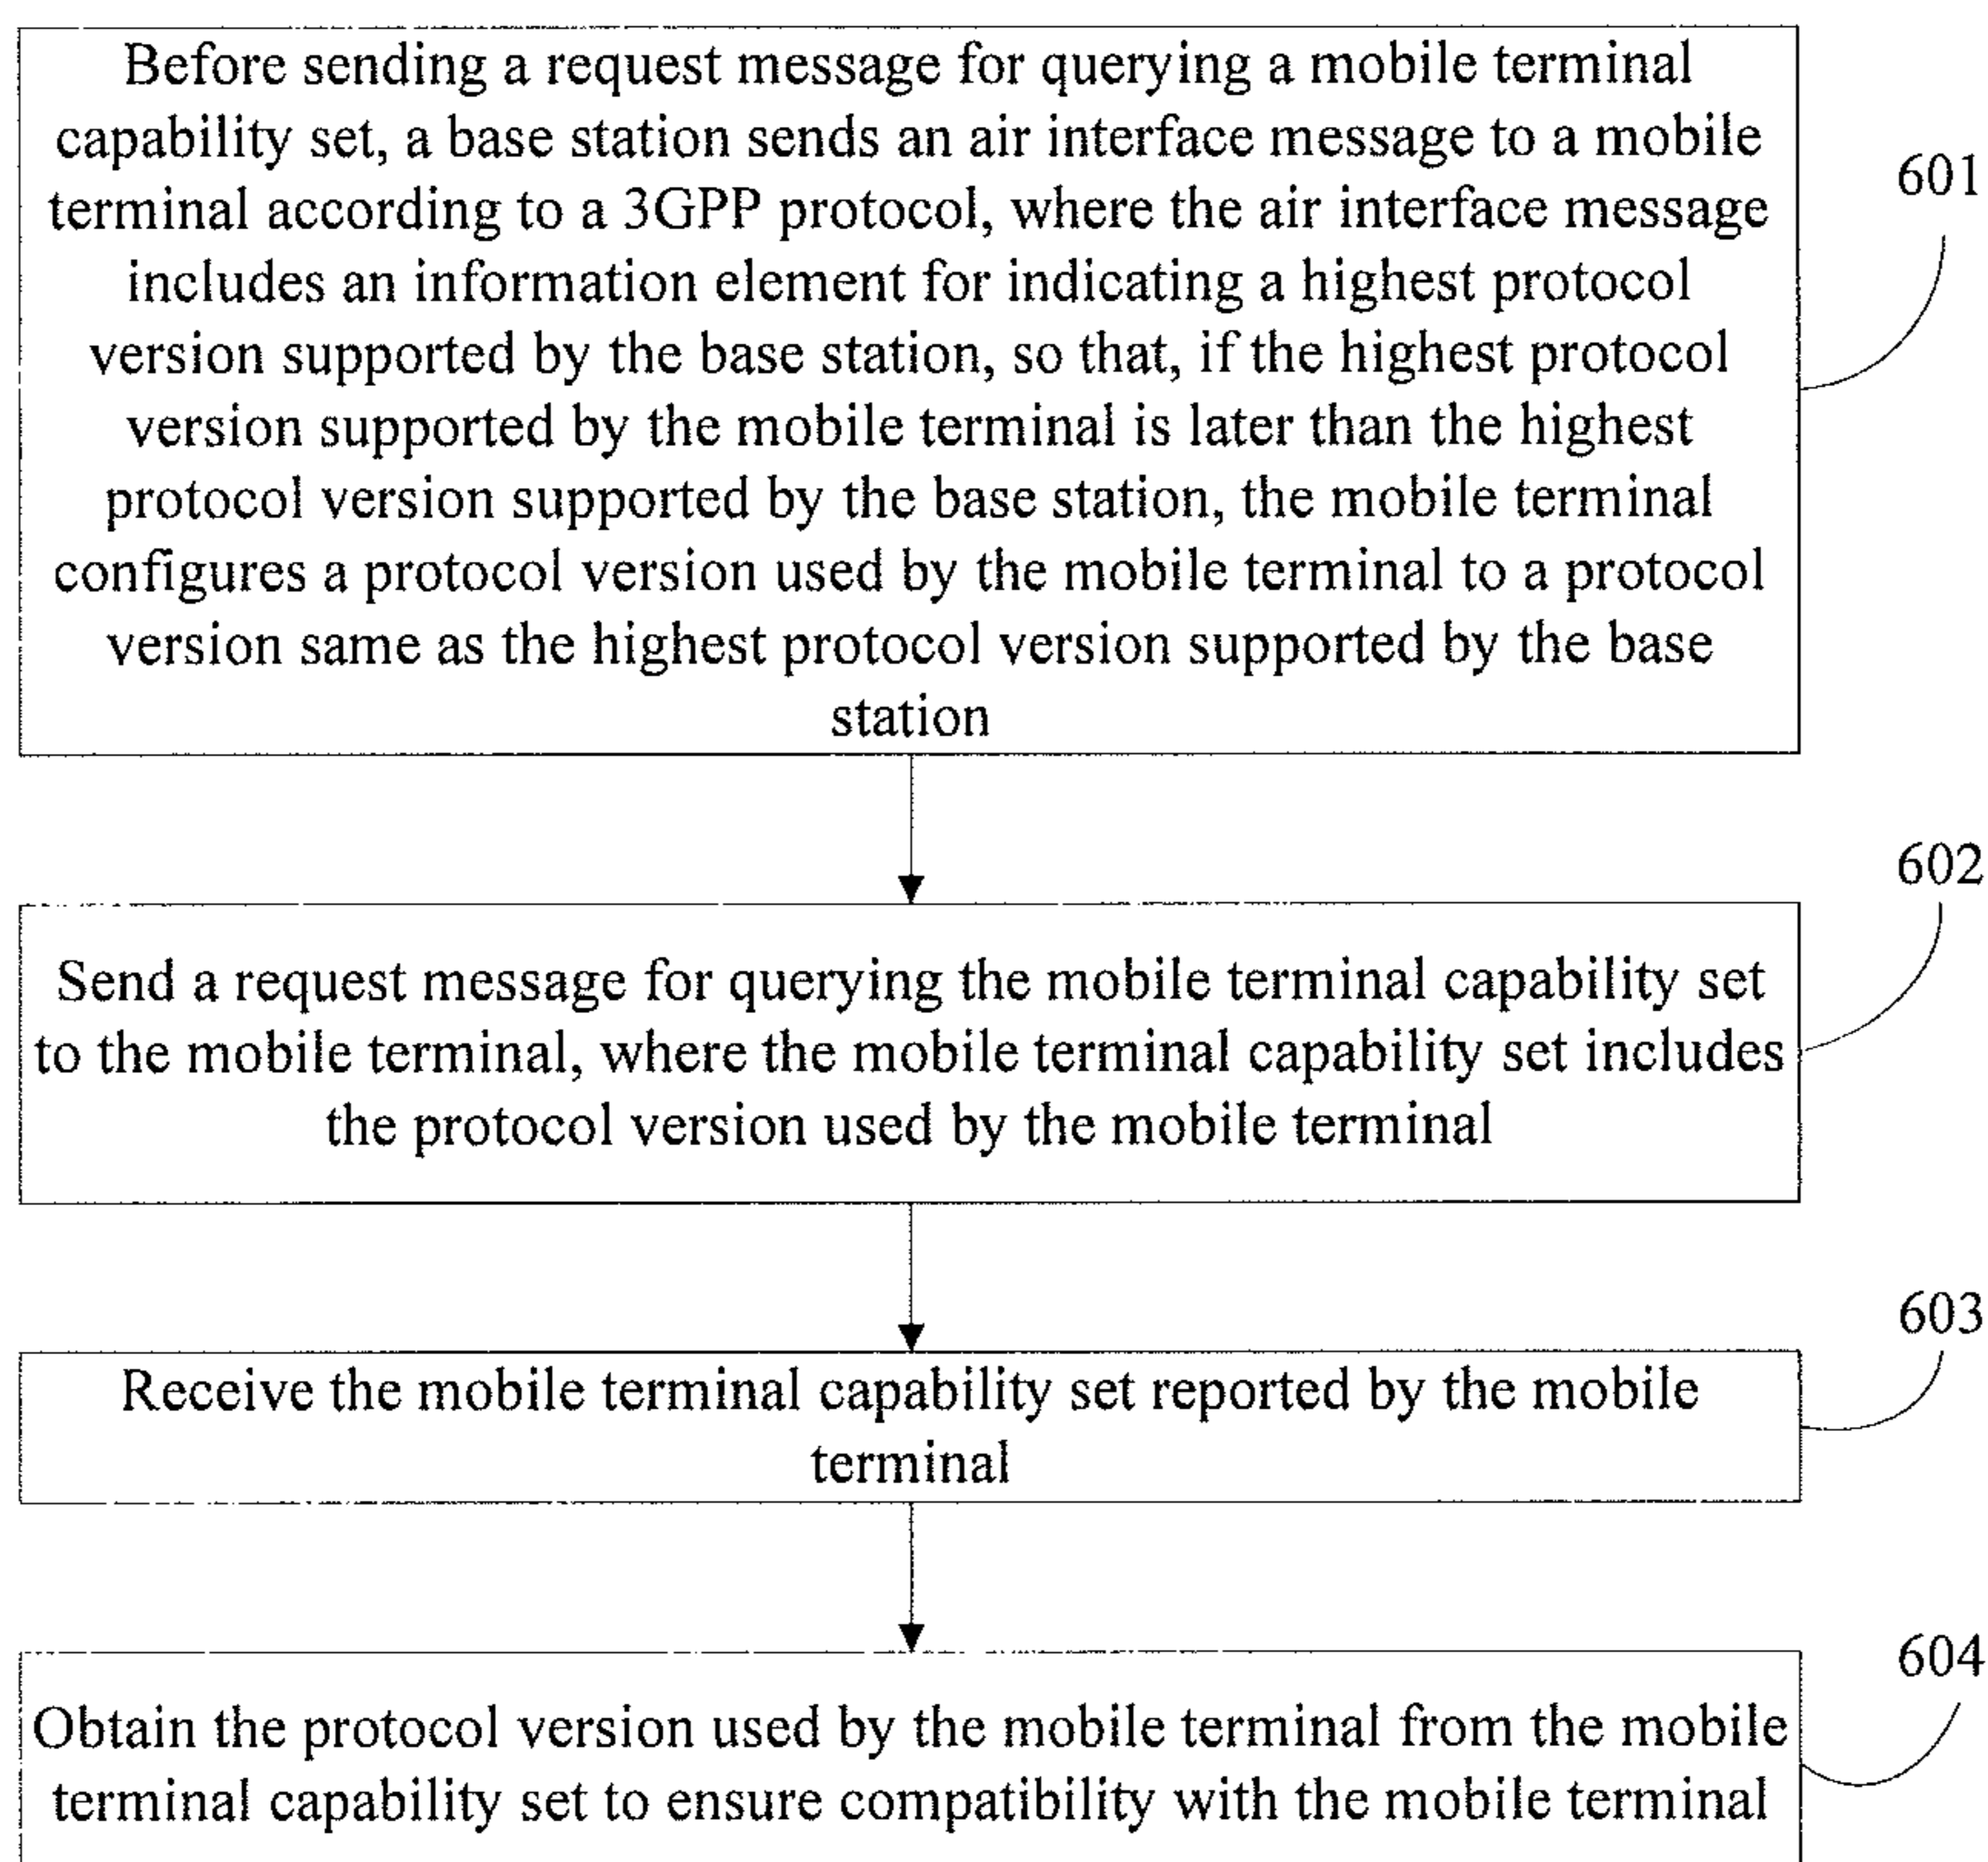 Before sending a request message for querying a mobile terminal
capability set, a base station sends an air interface message to a mobile
terminal according to a 3GPP protocol, where the air interface message
includes an information element for indicating a highest protocol
version supported by the base station, so that, if the highest protocol
version supported by the mobile terminal is later than the highest
protocol version supported by the base station, the mobile terminal
configures a protocol version used by the mobile terminal to a protocol
version same as the highest protocol version supported by the base
station
601
602
Send a request message for querying the mobile terminal capability set
to the mobile terminal, where the mobile terminal capability set includes
the protocol version used by the mobile terminal
603
Receive the mobile terminal capability set reported by the mobile
terminal
604
Obtain the protocol version used by the mobile terminal from the mobile
terminal capability set to ensure compatibility with the mobile terminal